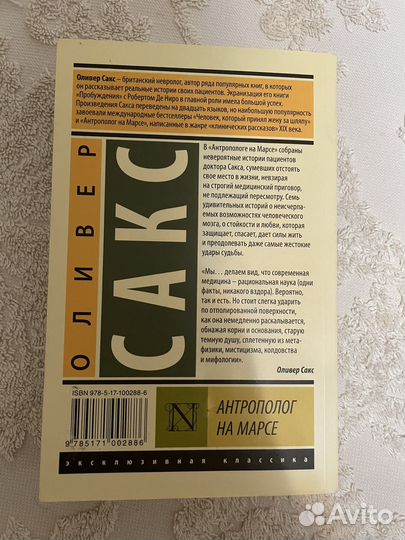 Оливер Сакс – британский невролог, автор ряда популярных книг, в которых
он рассказывает реальные истории своих пациентов. Экранизация его книги
«Пробуждения» с Робертом Де Ниро в главной роли имела большой успех.
Произведения Сакса переведены на двадцать языков, но наибольшую популярность
завоевали международные бестселлеры «Человек, который принял жену за шляпу»
и «Антрополог на Марсе», написанные в жанре «клинических рассказов» XIX века.
ОЛИВЕР
САКС
В «Антропологе на Марсе» собраны
невероятные истории пациентов
доктора Сакса, сумевших отстоять
свое место в жизни, невзирая
на строгий медицинский приговор,
не подлежащий пересмотру. Семь
удивительных историй о неисчерпа-
емых возможностях человеческого
мозга, о стойкости и любви, которая
защищает, спасает, дает силы жить
и преодолевать даже самые жестокие
удары судьбы.
«Мы... делаем вид, что современная
медицина – рациональная наука (одни
факты, никакого вздора). Вероятно,
так и есть. Но стоит слегка ударить
по отполированной поверхности,
как она немедленно раскалывается,
обнажая корни и основания, старую
темную душу, сплетенную из мета-
физики, мистицизма, колдовства
и мифологии».
Оливер Сакс
ISBN 978-5-17-100288-6
9 785171 002886
N
АНТРОПОЛОГ
НА МАРСЕ
эксклюзивная классика
Avito